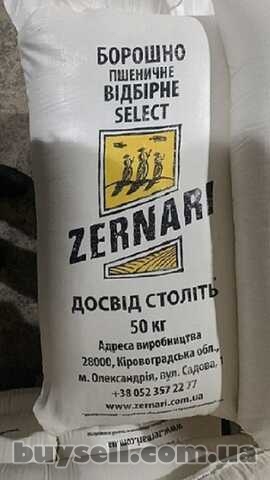 БОРОШНО
ПШЕНИЧНЕ
ВІДБІРНЕ
SELECT
ZERNARI
ДОСВІД СТОЛІТЬ
50 КГ
Адреса виробництва
28000, Кіровоградська обл.,
м. Олександрія, вул. Садова,
+38 052 357 22 77
www.zernari.com.ua
buysell.com.ua